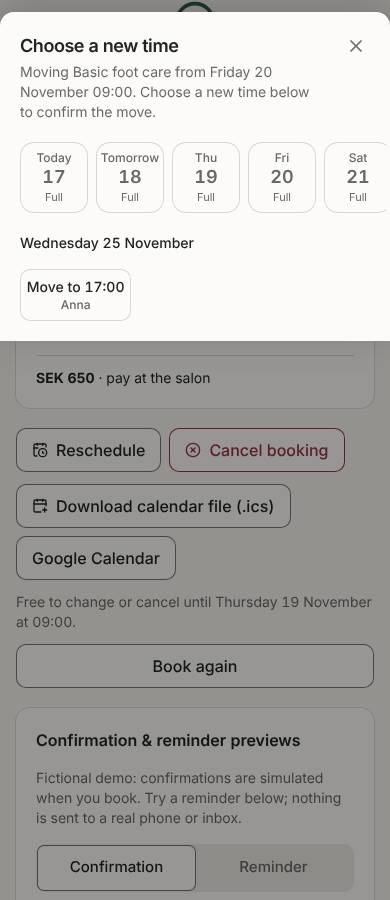 Choose a new time
Moving Basic foot care from Friday 20
November 09:00. Choose a new time below
to confirm the move.
Today
17
Full
Tomorrow
18
Full
Thu
19
Full
Fri
20
Full
Sat
21
Full
Wednesday 25 November
Move to 17:00
Anna
SEK 650 · pay at the salon
Reschedule
Cancel booking
Download calendar file (.ics)
Google Calendar
Free to change or cancel until Thursday 19 November
at 09:00.
Book again
Confirmation & reminder previews
Fictional demo: confirmations are simulated
when you book. Try a reminder below; nothing
is sent to a real phone or inbox.
Confirmation
Reminder